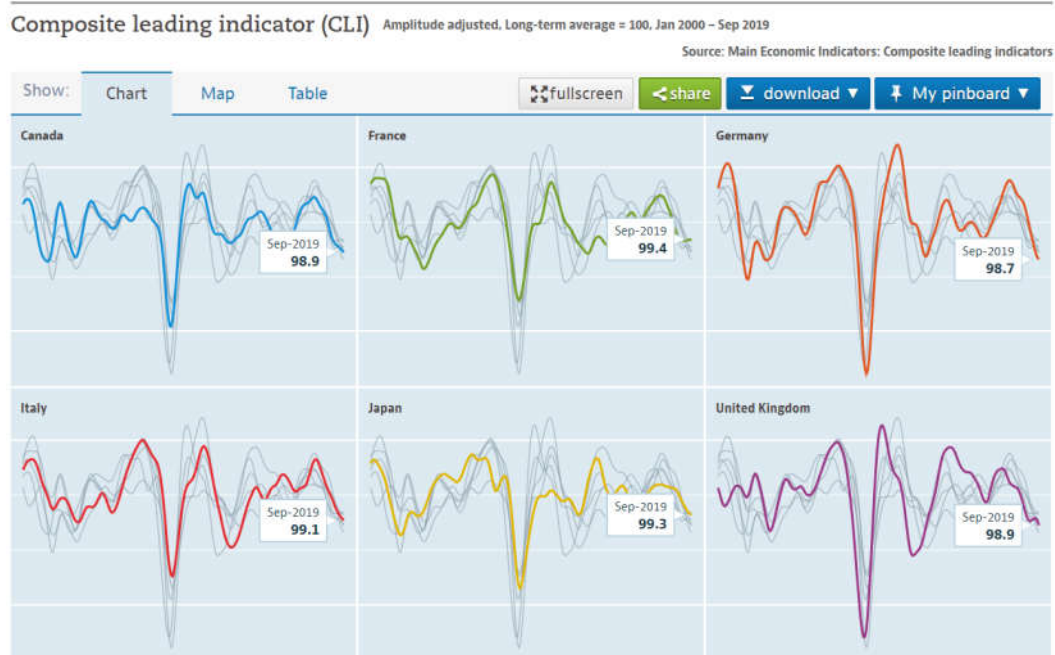 Composite leading indicator (CLI) Amplitude adjusted, Long-term average = 100, Jan 2000 – Sep 2019
Source: Main Economic Indicators: Composite leading indicators
Show: Chart Map Table fullscreen share download ▼ My pinboard ▼
Canada France Germany
Sep-2019 Sep-2019 Sep-2019
98.9 99.4 98.7
Italy Japan United Kingdom
Sep-2019 Sep-2019 Sep-2019
99.1 99.3 98.9